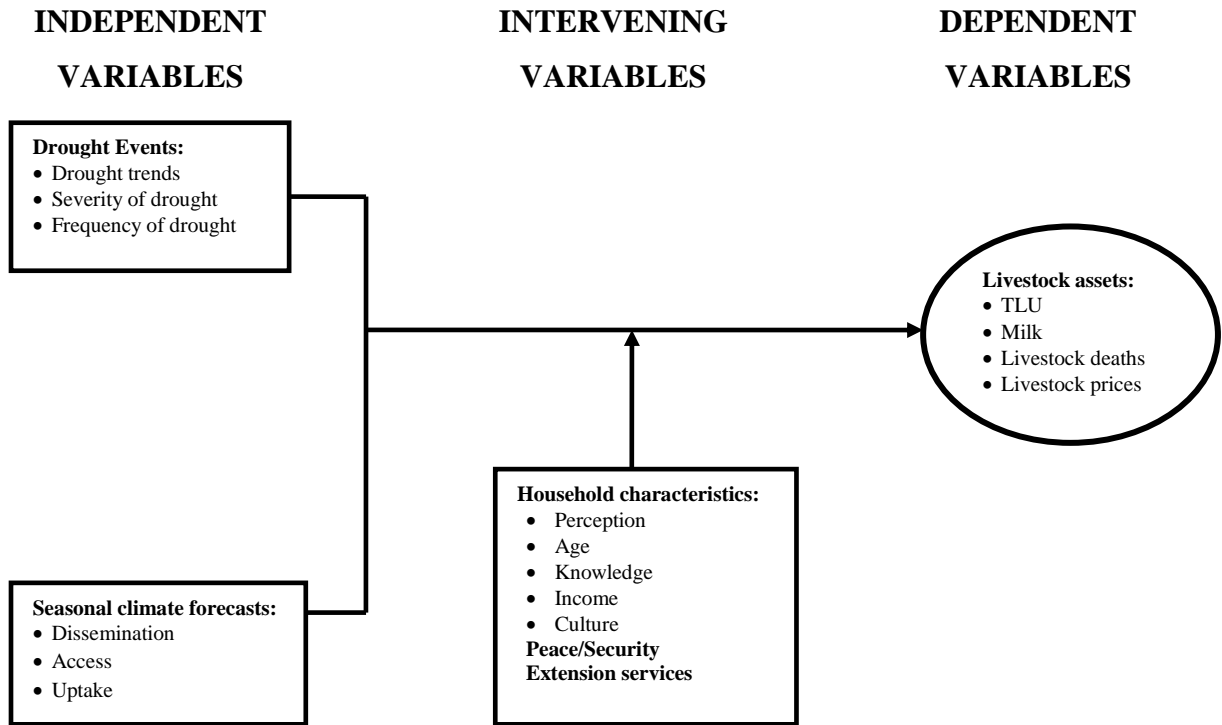 INDEPENDENT
VARIABLES
INTERVENING
VARIABLES
DEPENDENT
VARIABLES
Drought Events:
• Drought trends
• Severity of drought
• Frequency of drought
Livestock assets:
• TLU
• Milk
• Livestock deaths
• Livestock prices
Household characteristics:
• Perception
• Age
• Knowledge
• Income
• Culture
Peace/Security
Extension services
Seasonal climate forecasts:
• Dissemination
• Access
• Uptake